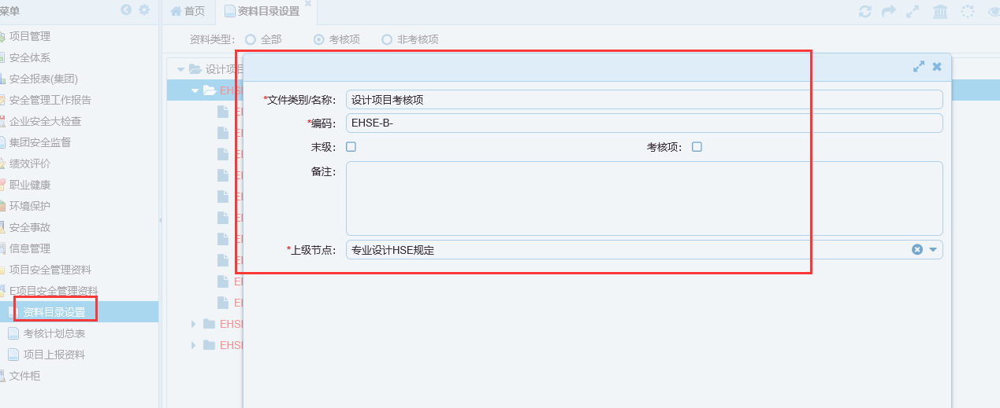 菜单
首页
资料目录设置
项目管理
安全体系
安全报表(集团)
安全管理工作报告
企业安全大检查
集团安全监督
绩效评价
职业健康
环境保护
安全事故
信息管理
项目安全管理资料
E项目安全管理资料
资料目录设置
考核计划总表
项目上报资料
文件柜
资料类型： 全部 考核项 非考核项
设计项目
EHSE
EHSE
EHSE
*文件类别/名称： 设计项目考核项
*编码： EHSE-B-
末级： 考核项：
备注：
*上级节点： 专业设计HSE规定